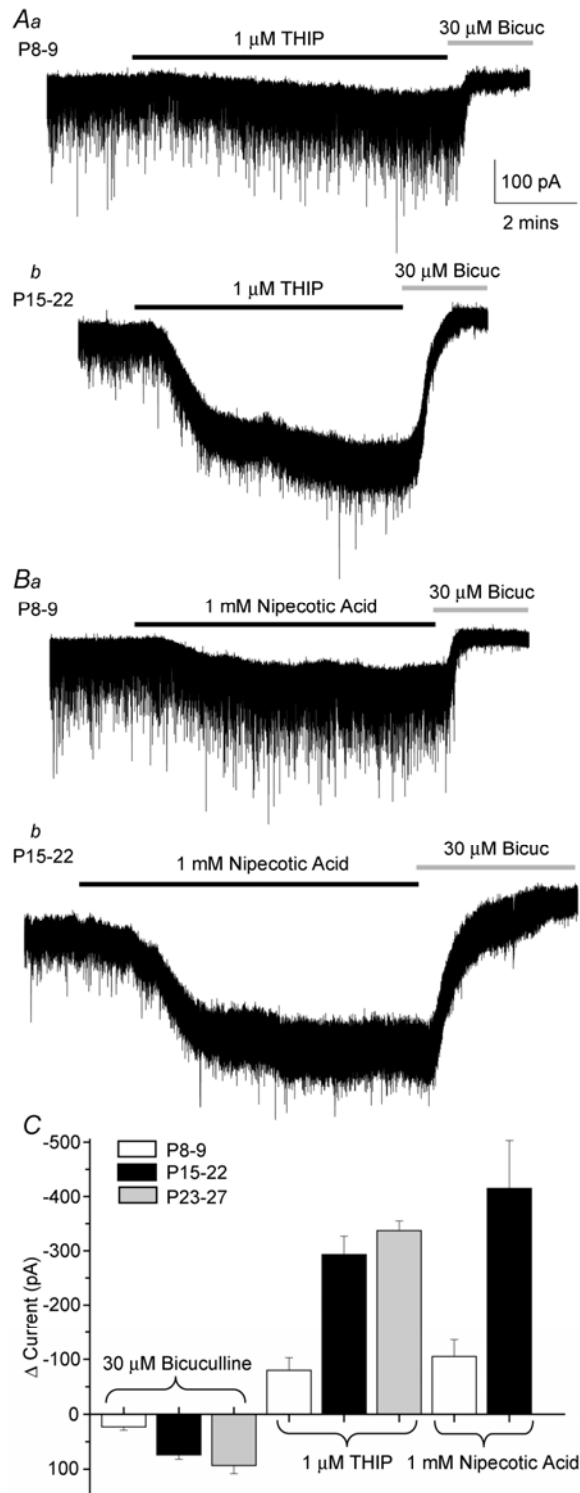 Aa
P8-9
1 μM THIP
30 μM Bicuc
100 pA
2 mins
b
P15-22
1 μM THIP
30 μM Bicuc
Ba
P8-9
1 mM Nipecotic Acid
30 μM Bicuc
b
P15-22
1 mM Nipecotic Acid
30 μM Bicuc
C
P8-9
P15-22
P23-27
Δ Current (pA)
-500
-400
-300
-200
-100
0
100
30 μM Bicuculline
1 μM THIP
1 mM Nipecotic Acid